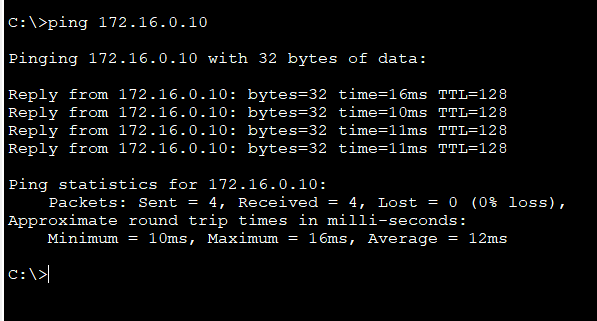 C:\>ping 172.16.0.10
Pinging 172.16.0.10 with 32 bytes of data:
Reply from 172.16.0.10: bytes=32 time=16ms TTL=128
Reply from 172.16.0.10: bytes=32 time=10ms TTL=128
Reply from 172.16.0.10: bytes=32 time=11ms TTL=128
Reply from 172.16.0.10: bytes=32 time=11ms TTL=128
Ping statistics for 172.16.0.10:
Packets: Sent = 4, Received = 4, Lost = 0 (0% loss),
Approximate round trip times in milli-seconds:
Minimum = 10ms, Maximum = 16ms, Average = 12ms
C:\>